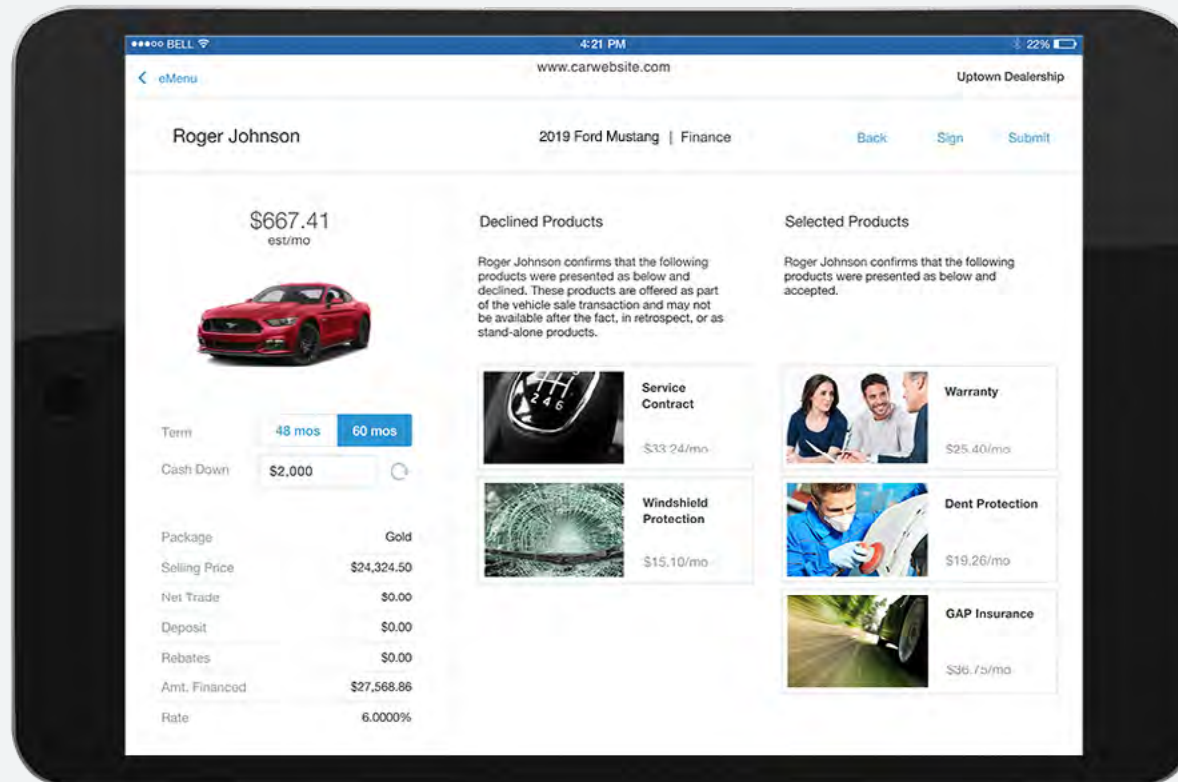 ●●●○○ BELL 4:21 PM 22%
www.carwebsite.com
eMenu Uptown Dealership
Roger Johnson 2019 Ford Mustang | Finance Back Sign Submit
$667.41
est/mo
Term 48 mos 60 mos
Cash Down $2,000
Package Gold
Selling Price $24,324.50
Net Trade $0.00
Deposit $0.00
Rebates $0.00
Amt. Financed $27,568.86
Rate 6.0000%
Declined Products
Roger Johnson confirms that the following
products were presented as below and
declined. These products are offered as part
of the vehicle sale transaction and may not
be available after the fact, in retrospect, or as
stand-alone products.
5
2 4 6
Service
Contract
$33.24/mo
Windshield
Protection
$15.10/mo
Selected Products
Roger Johnson confirms that the following
products were presented as below and
accepted.
Warranty
$25.40/mo
Dent Protection
$19.26/mo
GAP Insurance
$36.75/mo